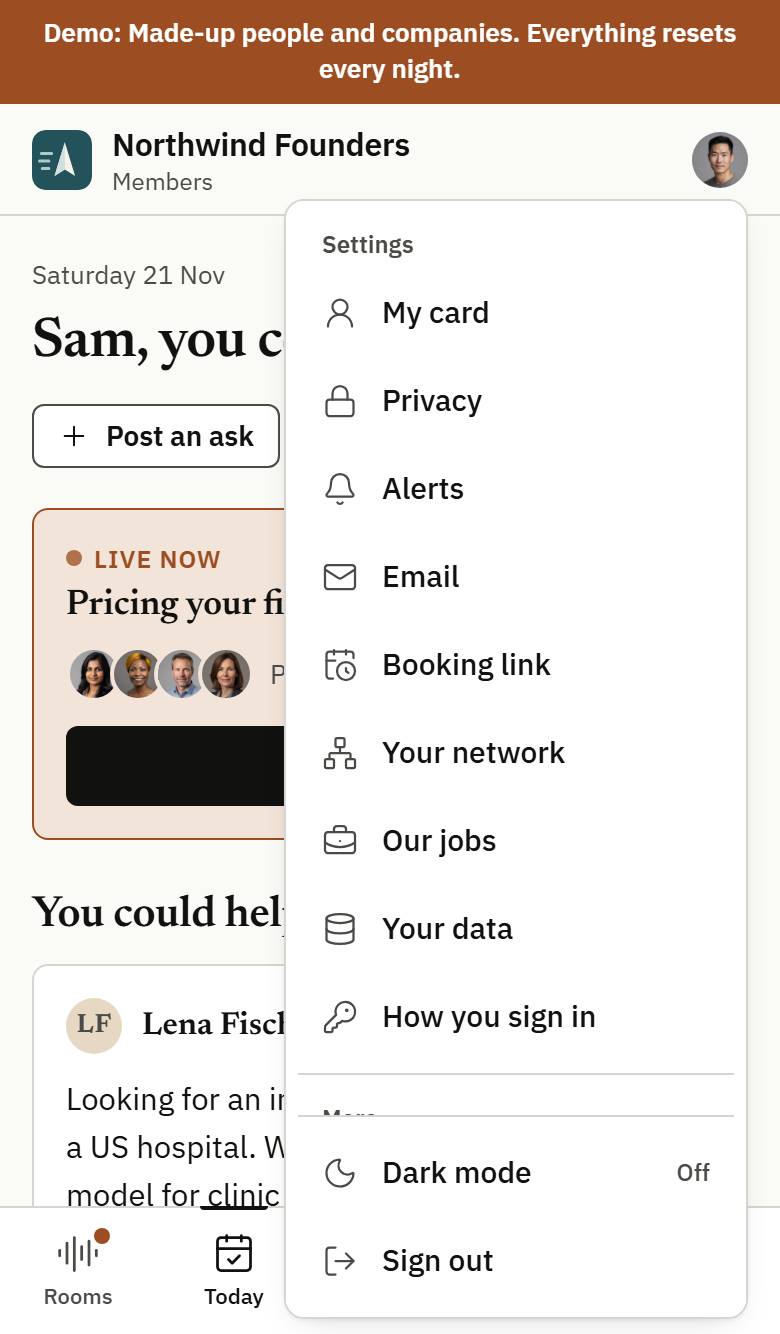 Demo: Made-up people and companies. Everything resets
every night.
Northwind Founders
Members
Saturday 21 Nov
Sam, you
Post an ask
LIVE NOW
Pricing your
You could
LF Lena
Looking for an
a US hospital.
model for clinic
Settings
My card
Privacy
Alerts
Email
Booking link
Your network
Our jobs
Your data
How you sign in
Dark mode Off
Sign out
Rooms
Today